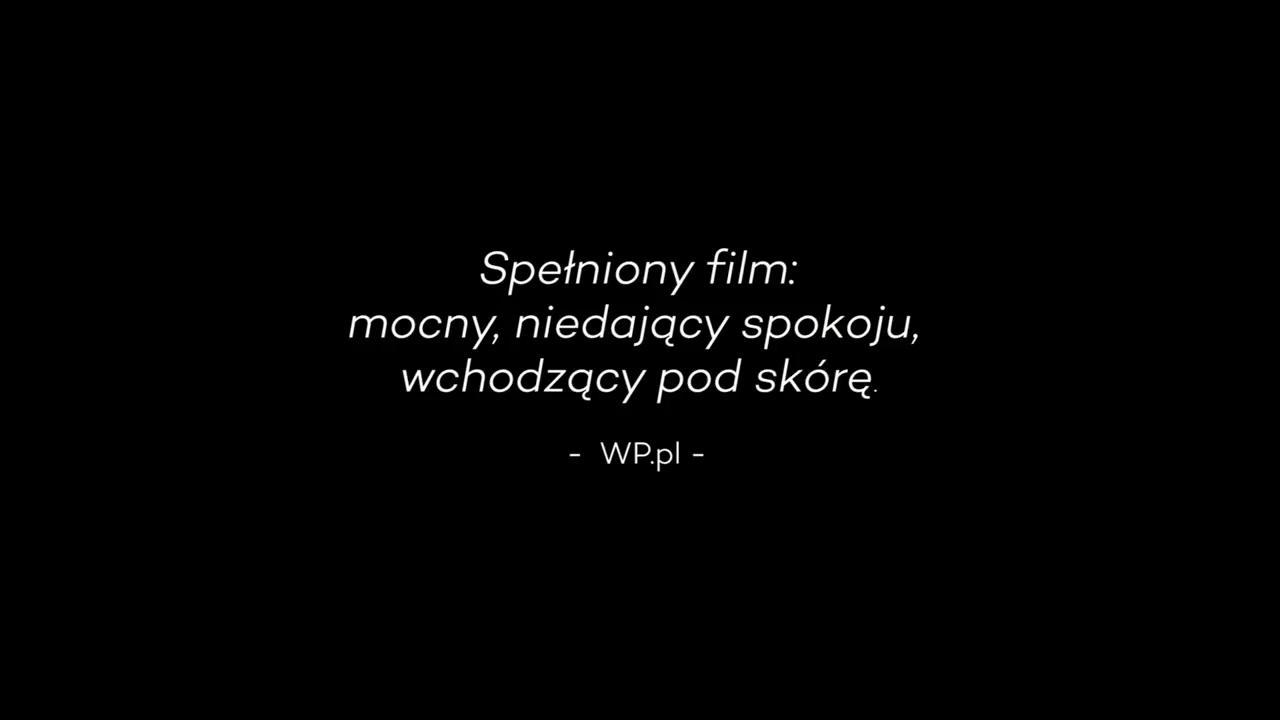 Spełniony film:
mocny, niedający spokoju,
wchodzący pod skórę.
- WP.pl -